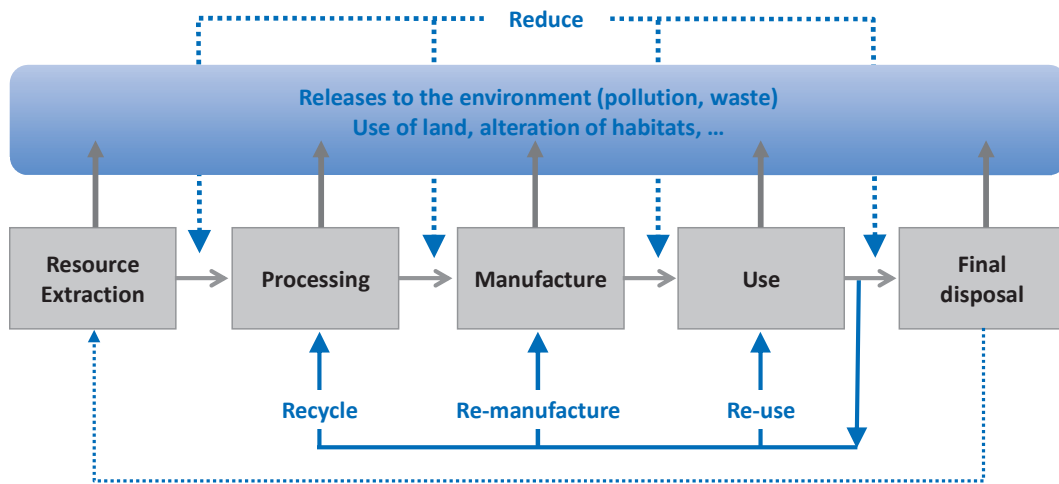 Reduce
Releases to the environment (pollution, waste)
Use of land, alteration of habitats, ...
Resource
Extraction
Processing
Manufacture
Use
Final
disposal
Recycle
Re-manufacture
Re-use